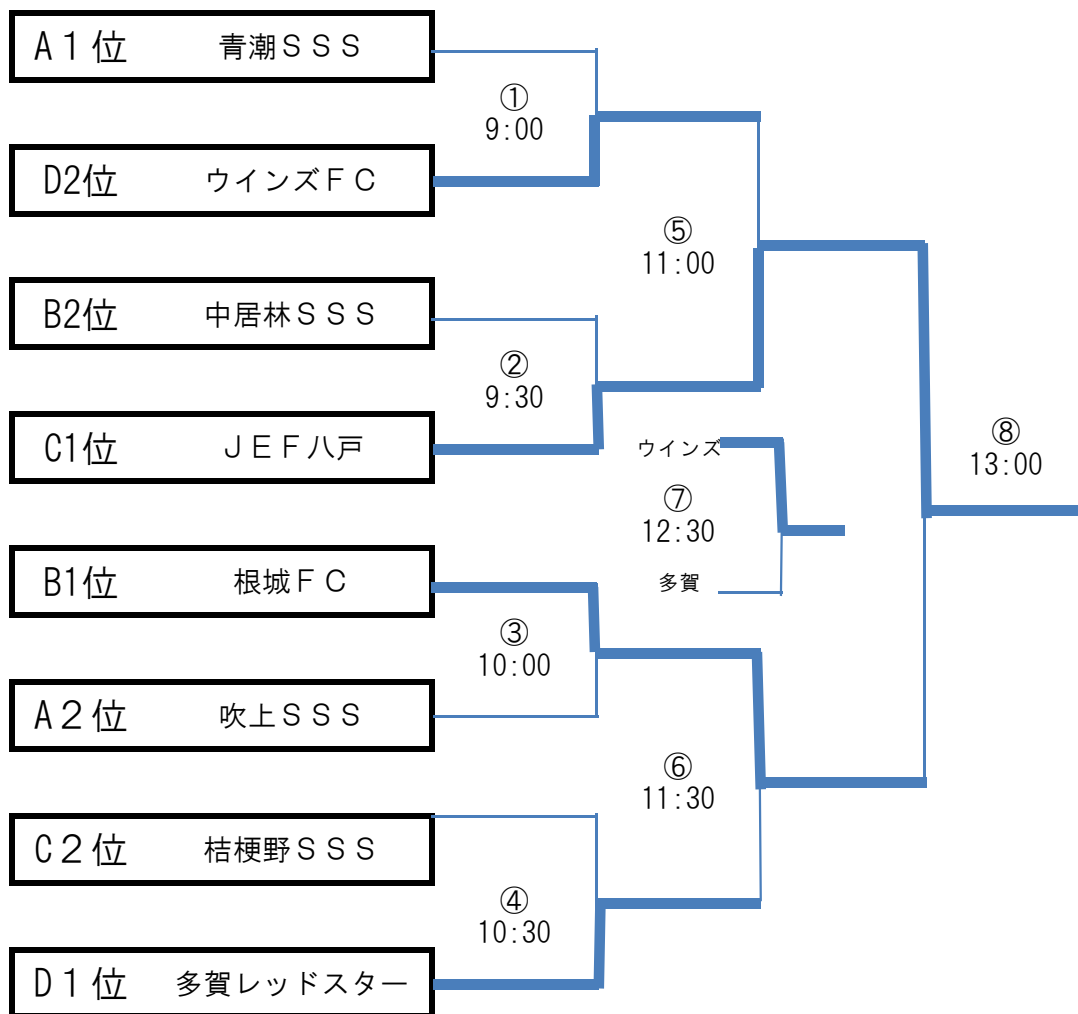 A１位 青潮ＳＳＳ
①
9:00
D2位 ウインズＦＣ
⑤
11:00
B2位 中居林ＳＳＳ
②
9:30
C1位 ＪＥＦ八戸
ウインズ
⑦
12:30
多賀
⑧
13:00
B1位 根城ＦＣ
③
10:00
A２位 吹上ＳＳＳ
⑥
11:30
C２位 桔梗野ＳＳＳ
④
10:30
D１位 多賀レッドスター